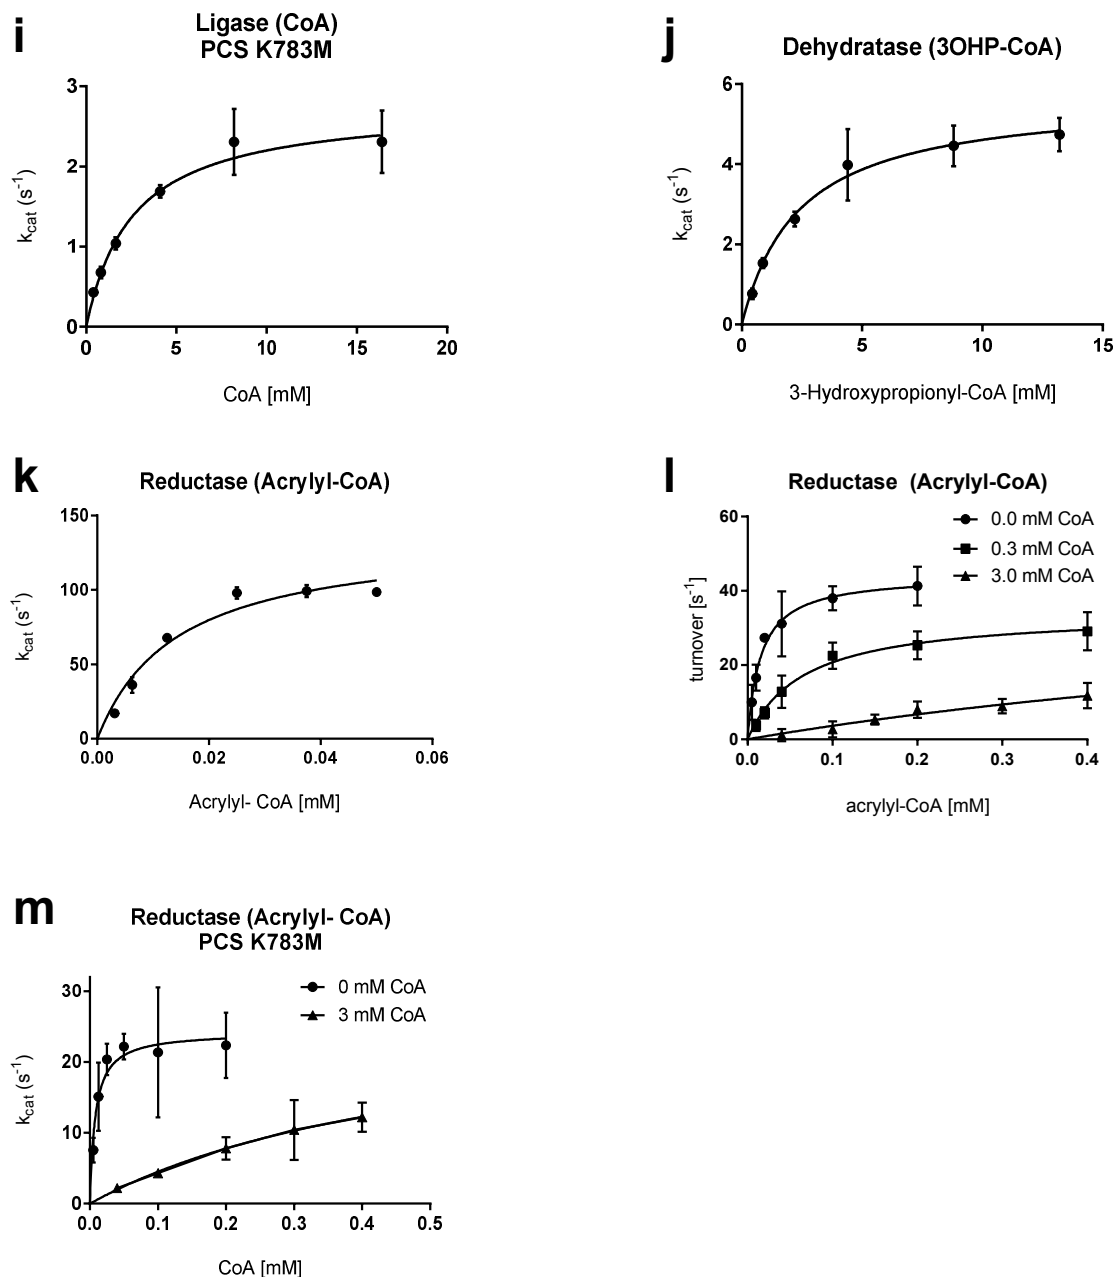 i
Ligase (CoA)
PCS K783M
3
2
1
0
k_cat (s^-1)
0 5 10 15 20
CoA [mM]
j
Dehydratase (3OHP-CoA)
6
4
2
0
k_cat (s^-1)
0 5 10 15
3-Hydroxypropionyl-CoA [mM]
k
Reductase (Acrylyl-CoA)
150
100
50
0
k_cat (s^-1)
0.00 0.02 0.04 0.06
Acrylyl- CoA [mM]
l
Reductase (Acrylyl-CoA)
0.0 mM CoA
0.3 mM CoA
3.0 mM CoA
60
40
20
0
turnover [s^-1]
0.0 0.1 0.2 0.3 0.4
acrylyl-CoA [mM]
m
Reductase (Acrylyl- CoA)
PCS K783M
0 mM CoA
3 mM CoA
30
20
10
0
k_cat (s^-1)
0.0 0.1 0.2 0.3 0.4 0.5
CoA [mM]